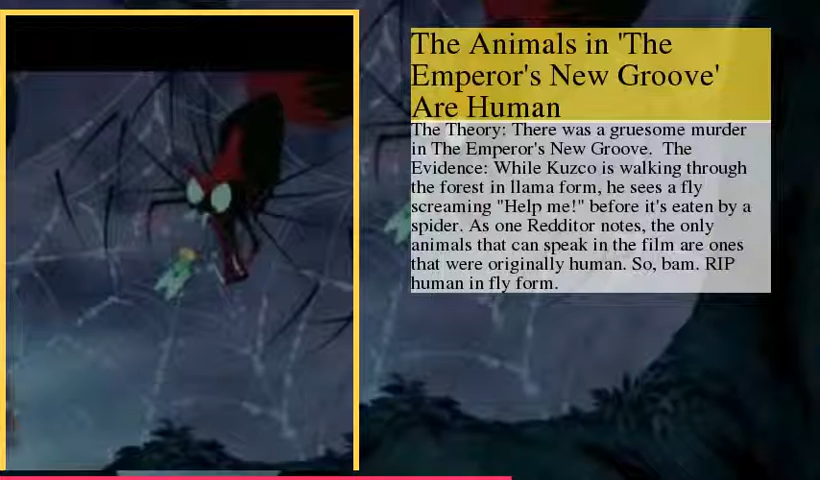 The Animals in 'The
Emperor's New Groove'
Are Human
The Theory: There was a gruesome murder
in The Emperor's New Groove.  The
Evidence: While Kuzco is walking through
the forest in llama form, he sees a fly
screaming "Help me!" before it's eaten by a
spider. As one Redditor notes, the only
animals that can speak in the film are ones
that were originally human. So, bam. RIP
human in fly form.